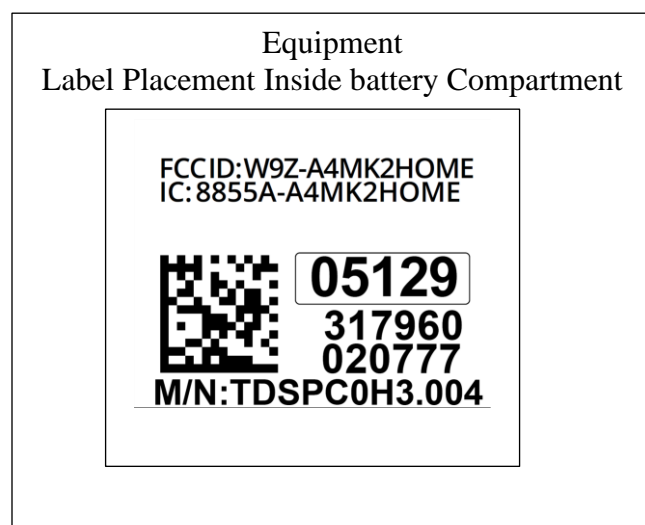 Equipment
Label Placement Inside battery Compartment
FCCID:W9Z-A4MK2HOME
IC: 8855A-A4MK2HOME
05129
317960
020777
M/N:TDSPC0H3.004